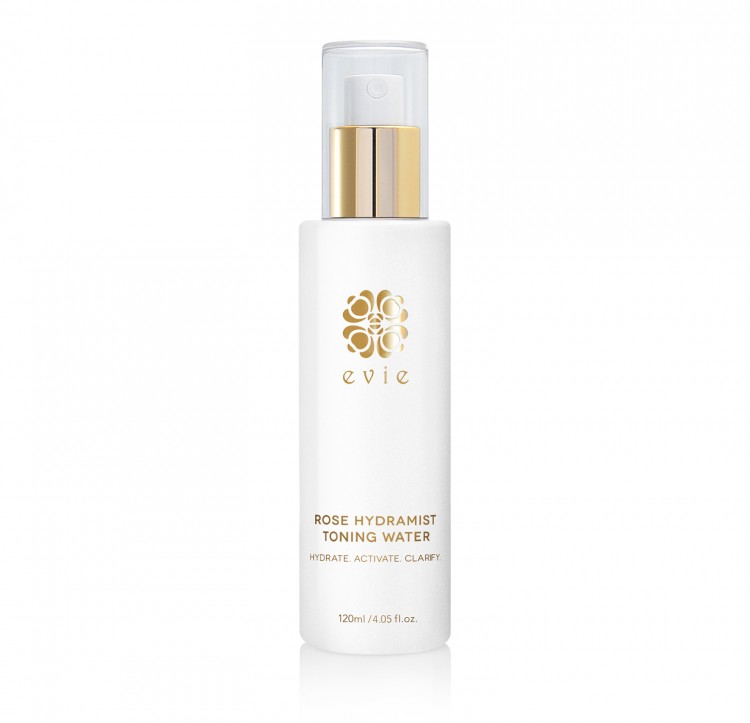 evie
ROSE HYDRAMIST
TONING WATER
HYDRATE. ACTIVATE. CLARIFY.
120ml / 4.05 fl.oz.